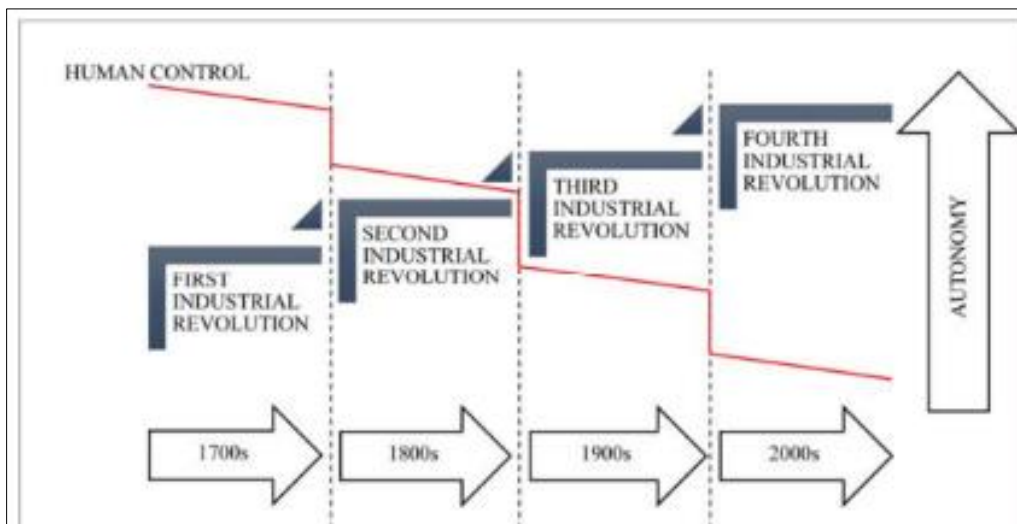 HUMAN CONTROL
FIRST
INDUSTRIAL
REVOLUTION
SECOND
INDUSTRIAL
REVOLUTION
THIRD
INDUSTRIAL
REVOLUTION
FOURTH
INDUSTRIAL
REVOLUTION
AUTONOMY
1700s
1800s
1900s
2000s